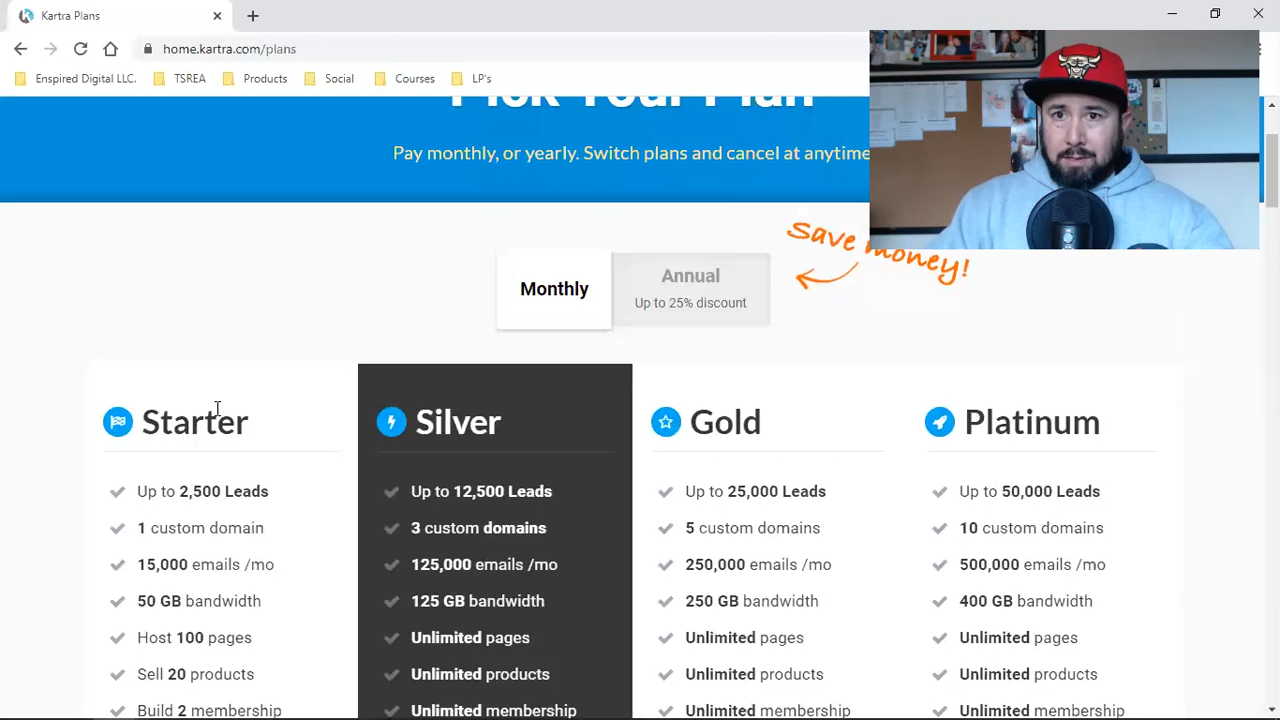 Kartra Plans
home.kartra.com/plans
Enspired Digital LLC.
TSREA
Products
Social
Courses
LP's
Pick Your Plan
Pay monthly, or yearly. Switch plans and cancel at anytime
Save money!
Monthly
Annual
Up to 25% discount
Starter
Up to 2,500 Leads
1 custom domain
15,000 emails /mo
50 GB bandwidth
Host 100 pages
Sell 20 products
Build 2 membership
Silver
Up to 12,500 Leads
3 custom domains
125,000 emails /mo
125 GB bandwidth
Unlimited pages
Unlimited products
Unlimited membership
Gold
Up to 25,000 Leads
5 custom domains
250,000 emails /mo
250 GB bandwidth
Unlimited pages
Unlimited products
Unlimited membership
Platinum
Up to 50,000 Leads
10 custom domains
500,000 emails /mo
400 GB bandwidth
Unlimited pages
Unlimited products
Unlimited membership